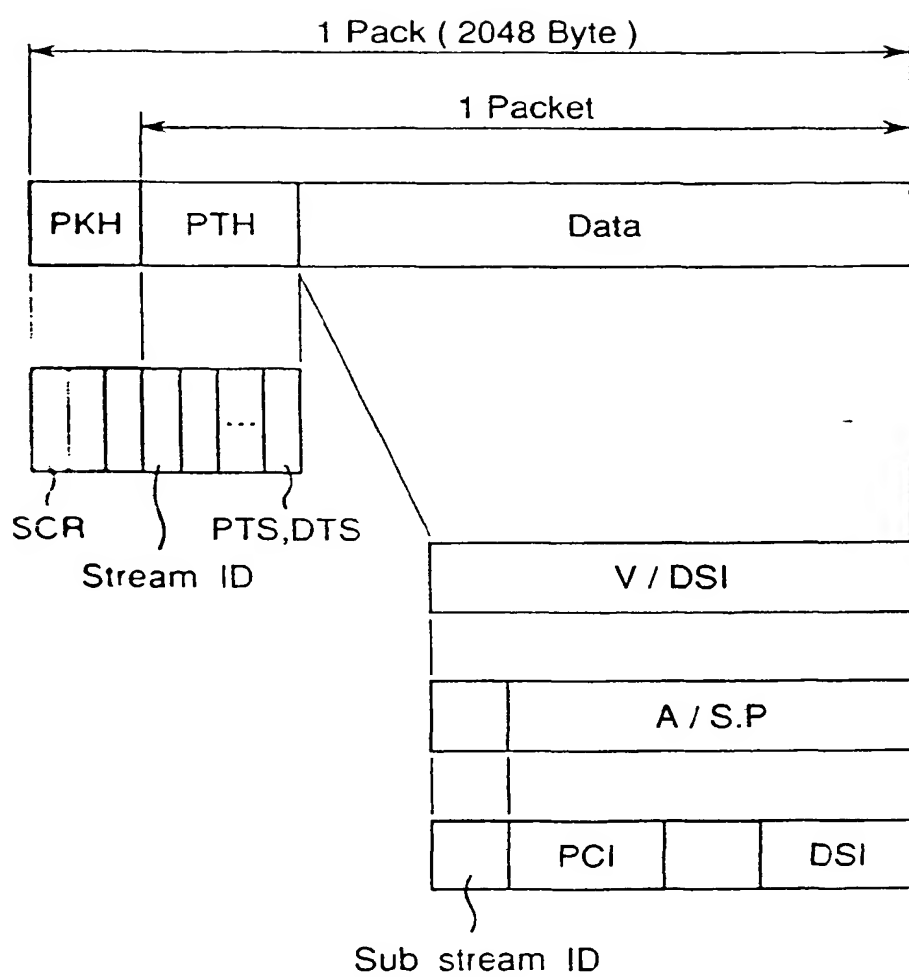 1 Pack ( 2048 Byte )
1 Packet
PKH PTH Data
...
SCR PTS,DTS
Stream ID
V / DSI
A / S.P
PCI DSI
Sub stream ID